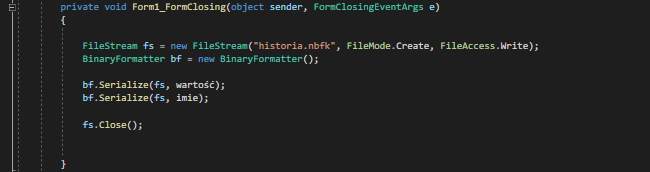 private void Form1_FormClosing(object sender, FormClosingEventArgs e)
{
FileStream fs = new FileStream("historia.nbfk", FileMode.Create, FileAccess.Write);
BinaryFormatter bf = new BinaryFormatter();
bf.Serialize(fs, wartość);
bf.Serialize(fs, imie);
fs.Close();
}